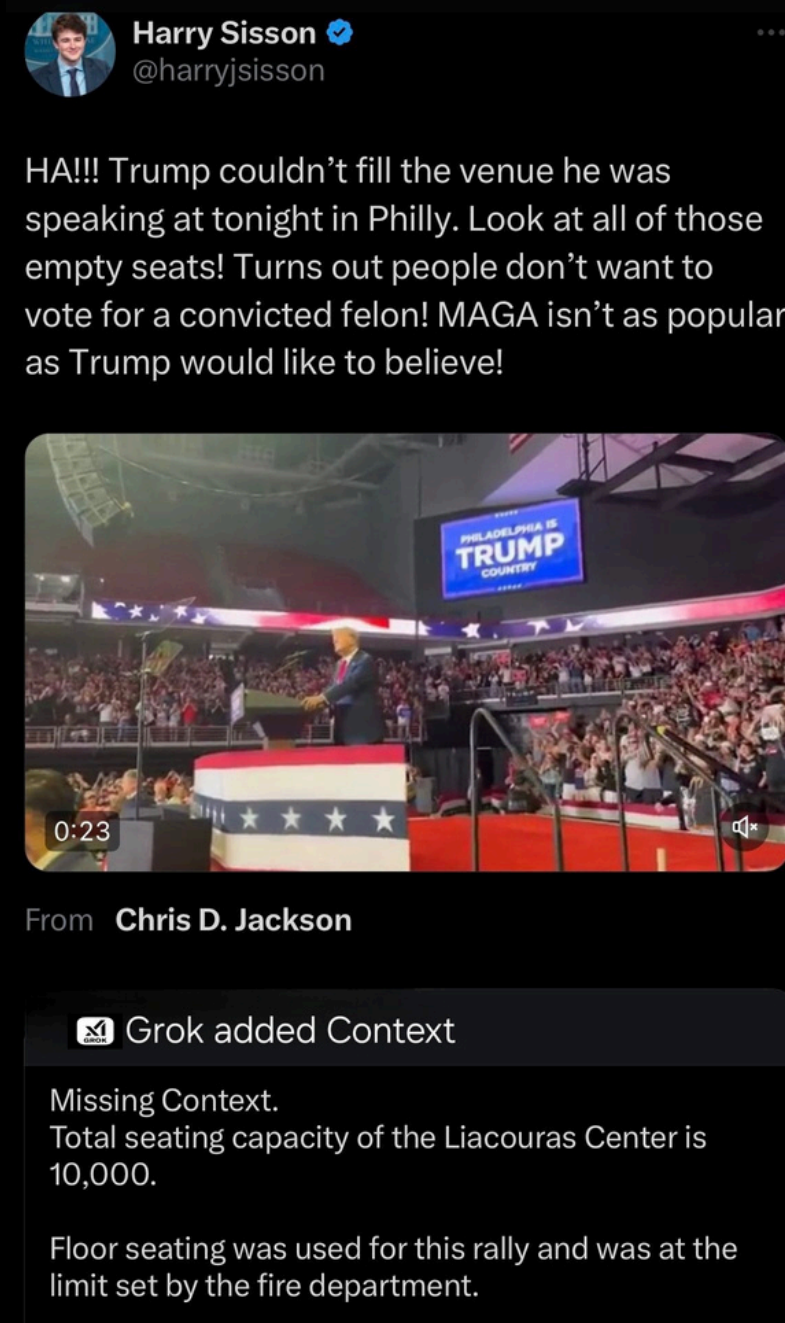 Harry Sisson
@harryjsisson
HA!!! Trump couldn’t fill the venue he was
speaking at tonight in Philly. Look at all of those
empty seats! Turns out people don’t want to
vote for a convicted felon! MAGA isn’t as popular
as Trump would like to believe!
PHILADELPHIA IS
TRUMP
COUNTRY
0:23
From Chris D. Jackson
GROK
Grok added Context
Missing Context.
Total seating capacity of the Liacouras Center is
10,000.
Floor seating was used for this rally and was at the
limit set by the fire department.